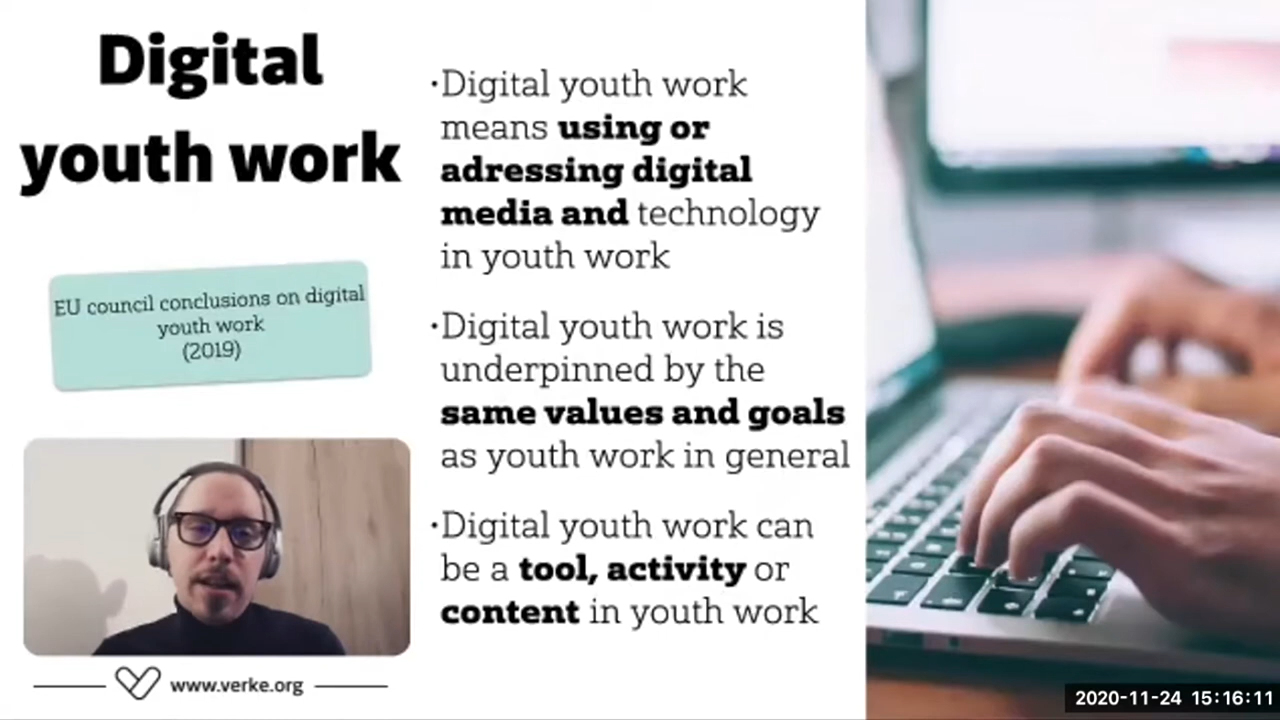 Digital
youth work
EU council conclusions on digital
youth work
(2019)
www.verke.org
·Digital youth work
means using or
adressing digital
media and technology
in youth work
·Digital youth work is
underpinned by the
same values and goals
as youth work in general
·Digital youth work can
be a tool, activity or
content in youth work
2020-11-24 15:16:11